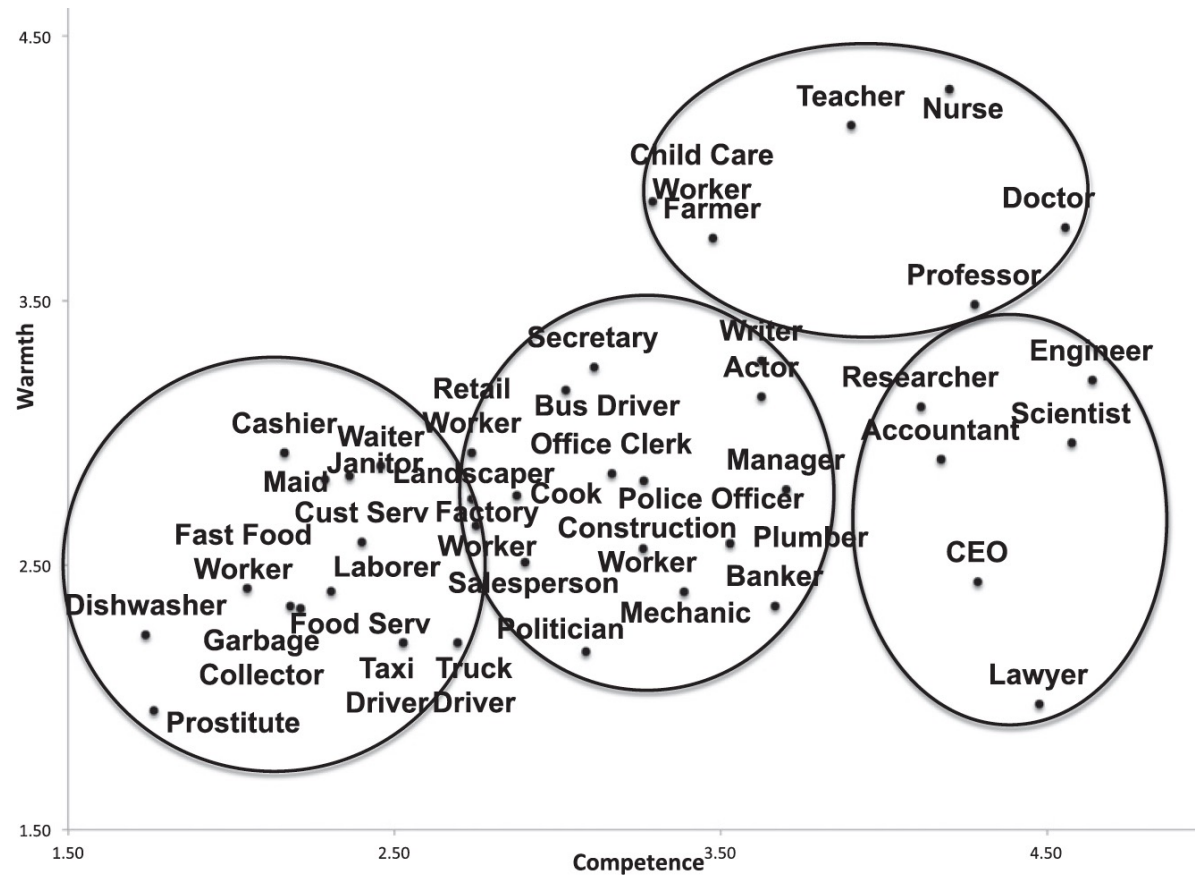 4.50
Teacher
Nurse
Child Care
Worker
Farmer
Doctor
Professor
3.50
Warmth
Secretary
Writer
Actor
Engineer
Researcher
Retail
Worker
Bus Driver
Scientist
Cashier
Waiter
Office Clerk
Accountant
Janitor
Landscaper
Manager
Maid
Cook
Police Officer
Cust Serv
Factory
Worker
Construction
Worker
Plumber
Fast Food
Worker
CEO
2.50
Laborer
Salesperson
Banker
Dishwasher
Mechanic
Food Serv
Politician
Garbage
Collector
Taxi
Driver
Truck
Driver
Lawyer
Prostitute
1.50
1.50
2.50
3.50
4.50
Competence